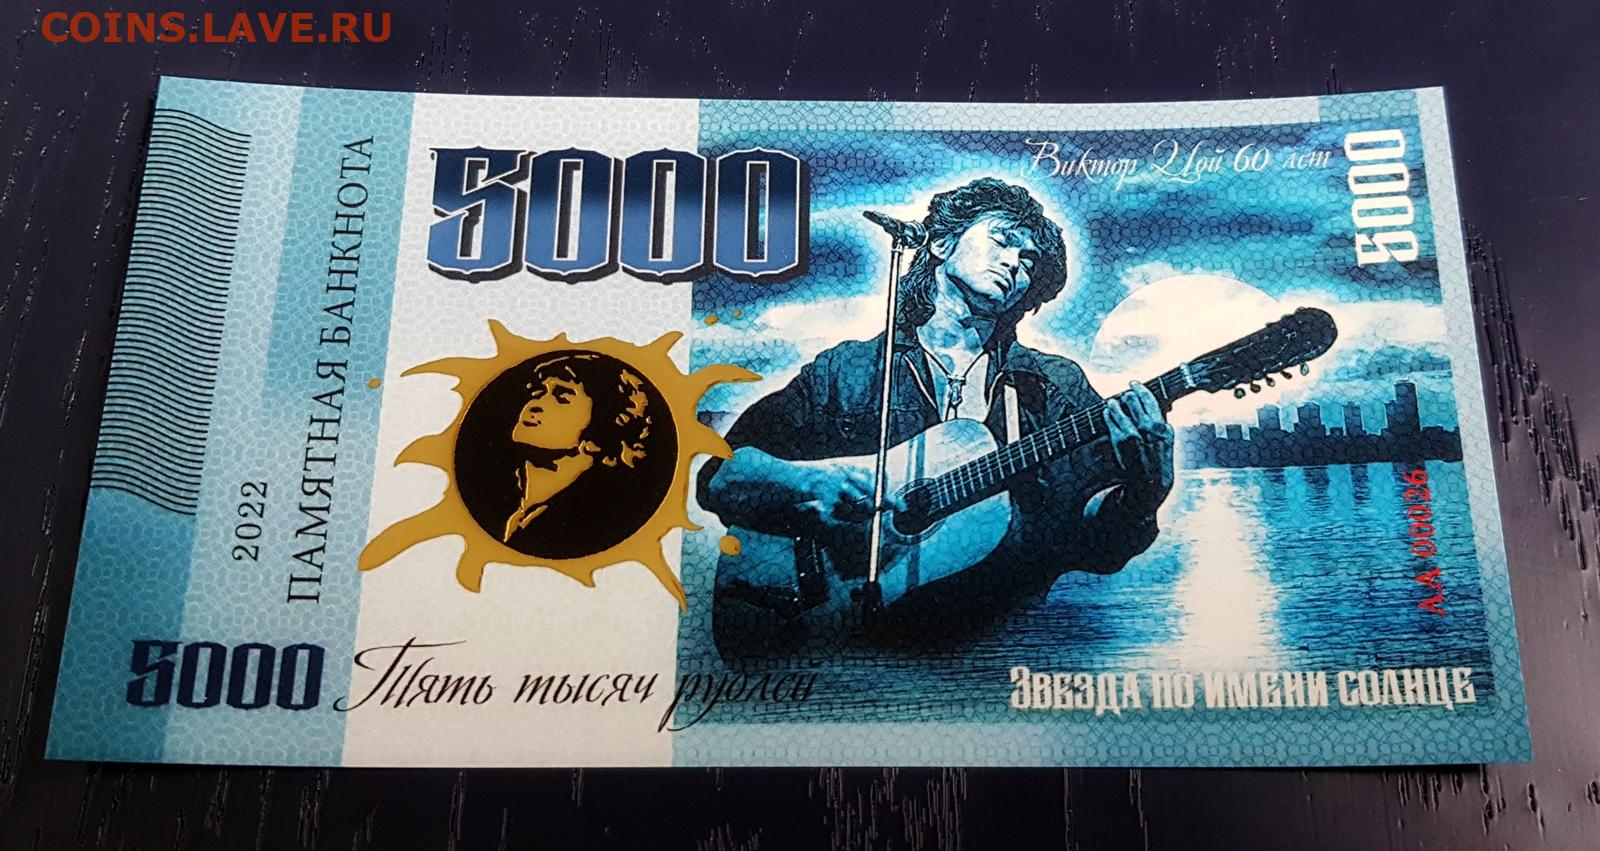 COINS.LAVE.RU
5000
Виктор Цой 60 лет
5000
2022
ПАМЯТНАЯ БАНКНОТА
АА 00026
5000
Пять тысяч рублей
ЗВЕЗДА ПО ИМЕНИ СОЛНЦЕ